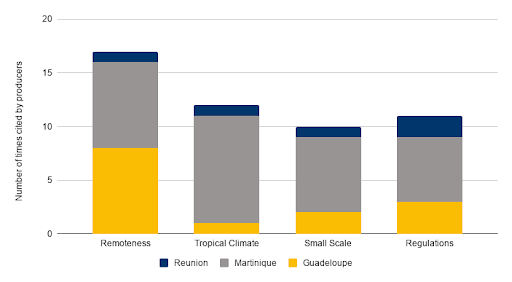 20
15
10
5
0
Number of times cited by producers
Remoteness Tropical Climate Small Scale Regulations
Reunion Martinique Guadeloupe